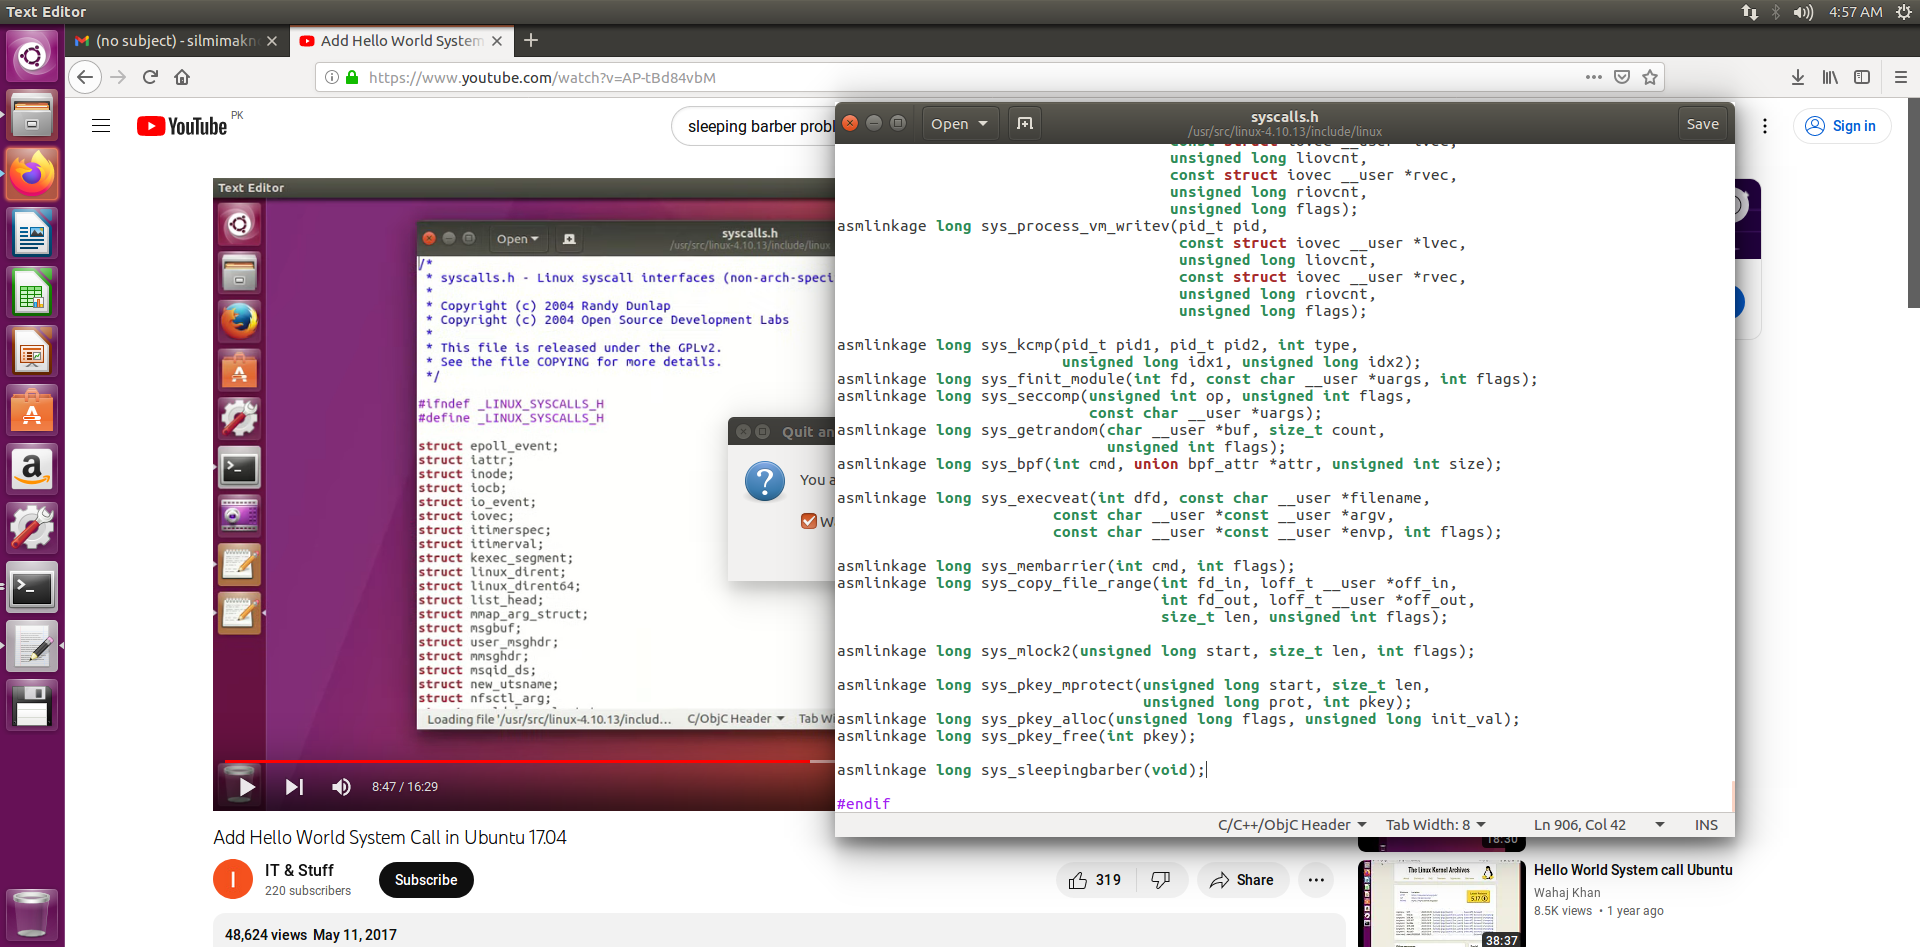 Text Editor
4:57 AM
(no subject) - silmimakn
Add Hello World System
https://www.youtube.com/watch?v=AP-tBd84vbM
YouTube PK
sleeping barber probl
Sign in
Text Editor
Open
syscalls.h
/usr/src/linux-4.10.13/include/linux
/*
* syscalls.h - Linux syscall interfaces (non-arch-speci
*
* Copyright (c) 2004 Randy Dunlap
* Copyright (c) 2004 Open Source Development Labs
*
* This file is released under the GPLv2.
* See the file COPYING for more details.
*/
#ifndef _LINUX_SYSCALLS_H
#define _LINUX_SYSCALLS_H
struct epoll_event;
struct iattr;
struct inode;
struct iocb;
struct io_event;
struct iovec;
struct itimerspec;
struct itimerval;
struct kexec_segment;
struct linux_dirent;
struct linux_dirent64;
struct list_head;
struct mmap_arg_struct;
struct msgbuf;
struct user_msghdr;
struct mmsghdr;
struct msqid_ds;
struct new_utsname;
struct nfsctl_arg;
Loading file '/usr/src/linux-4.10.13/includ... C/ObjC Header Tab Wi
Quit an
You a
W
8:47 / 16:29
Open
syscalls.h
/usr/src/linux-4.10.13/include/linux
Save
const struct iovec __user *lvec,
unsigned long liovcnt,
const struct iovec __user *rvec,
unsigned long riovcnt,
unsigned long flags);
asmlinkage long sys_process_vm_writev(pid_t pid,
const struct iovec __user *lvec,
unsigned long liovcnt,
const struct iovec __user *rvec,
unsigned long riovcnt,
unsigned long flags);
asmlinkage long sys_kcmp(pid_t pid1, pid_t pid2, int type,
unsigned long idx1, unsigned long idx2);
asmlinkage long sys_finit_module(int fd, const char __user *uargs, int flags);
asmlinkage long sys_seccomp(unsigned int op, unsigned int flags,
const char __user *uargs);
asmlinkage long sys_getrandom(char __user *buf, size_t count,
unsigned int flags);
asmlinkage long sys_bpf(int cmd, union bpf_attr *attr, unsigned int size);
asmlinkage long sys_execveat(int dfd, const char __user *filename,
const char __user *const __user *argv,
const char __user *const __user *envp, int flags);
asmlinkage long sys_membarrier(int cmd, int flags);
asmlinkage long sys_copy_file_range(int fd_in, loff_t __user *off_in,
int fd_out, loff_t __user *off_out,
size_t len, unsigned int flags);
asmlinkage long sys_mlock2(unsigned long start, size_t len, int flags);
asmlinkage long sys_pkey_mprotect(unsigned long start, size_t len,
unsigned long prot, int pkey);
asmlinkage long sys_pkey_alloc(unsigned long flags, unsigned long init_val);
asmlinkage long sys_pkey_free(int pkey);
asmlinkage long sys_sleepingbarber(void);
#endif
C/C++/ObjC Header Tab Width: 8 Ln 906, Col 42 INS
Add Hello World System Call in Ubuntu 17.04
I
IT & Stuff
220 subscribers
Subscribe
319
Share
48,624 views May 11, 2017
18:30
The Linux Kernel Archives
38:37
Hello World System call Ubuntu
Wahaj Khan
8.5K views • 1 year ago